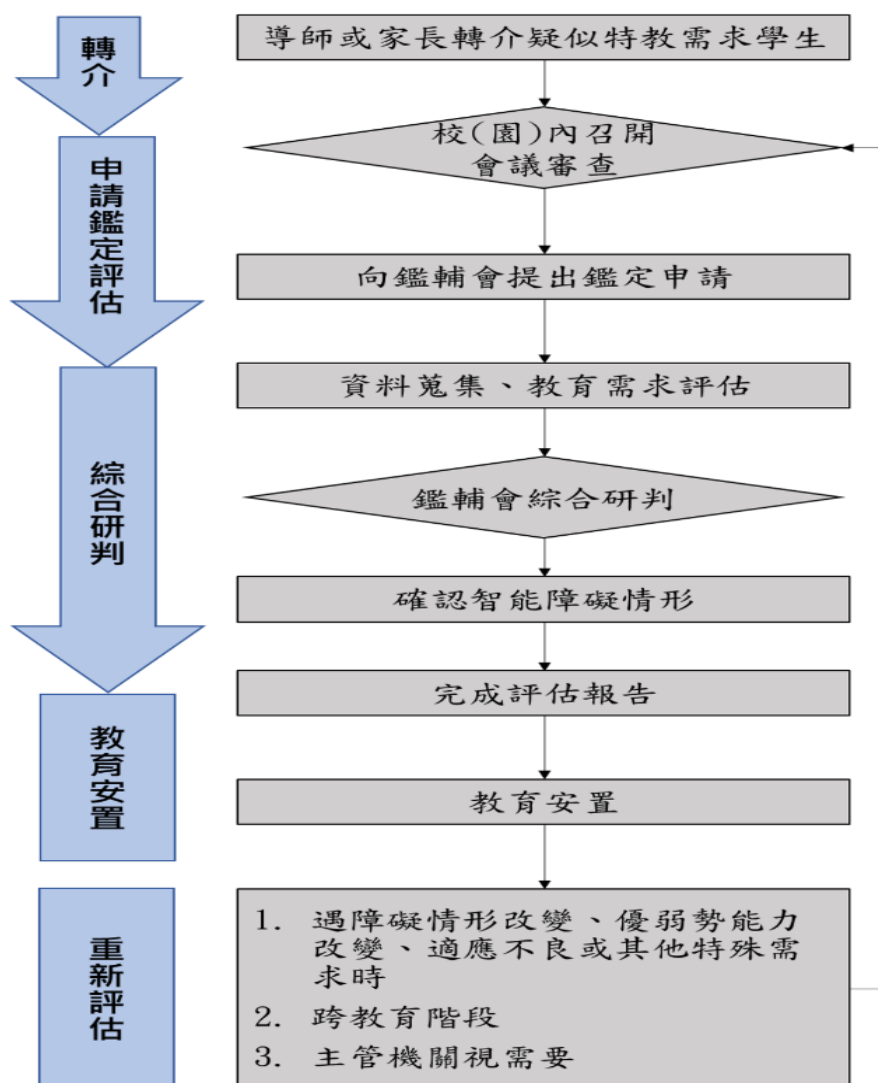 轉介
導師或家長轉介疑似特教需求學生
校(園)內召開
會議審查
申請鑑定評估
向鑑輔會提出鑑定申請
資料蒐集、教育需求評估
綜合研判
鑑輔會綜合研判
確認智能障礙情形
完成評估報告
教育安置
教育安置
重新評估
1. 遇障礙情形改變、優弱勢能力
改變、適應不良或其他特殊需
求時
2. 跨教育階段
3. 主管機關視需要